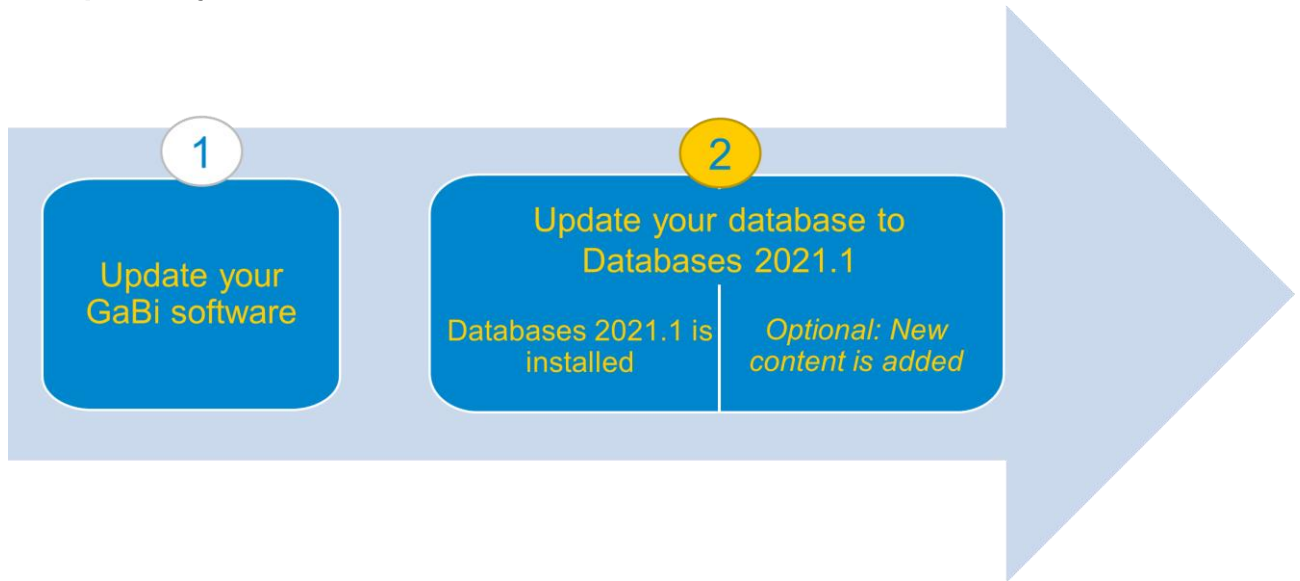 1
Update your
GaBi software
2
Update your database to
Databases 2021.1
Databases 2021.1 is
installed
Optional: New
content is added